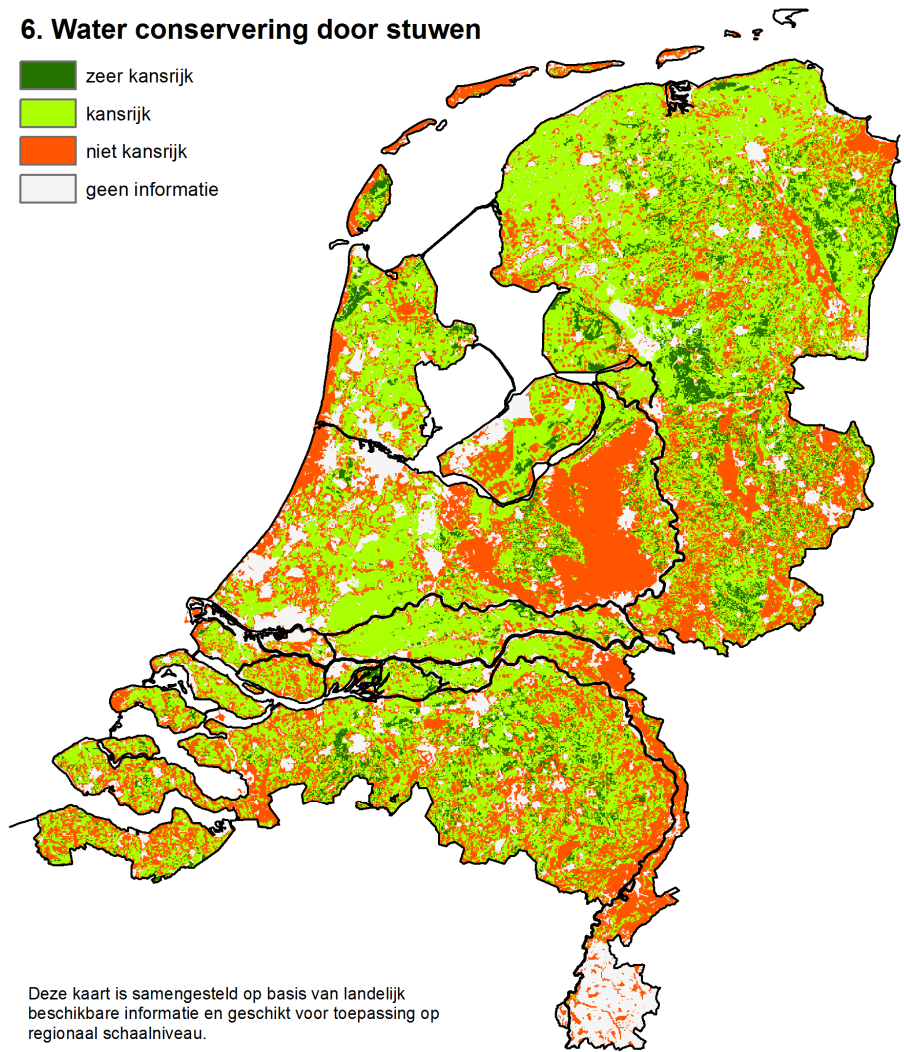 6. Water conservering door stuwen
zeer kansrijk
kansrijk
niet kansrijk
geen informatie
Deze kaart is samengesteld op basis van landelijk
beschikbare informatie en geschikt voor toepassing op
regionaal schaalniveau.